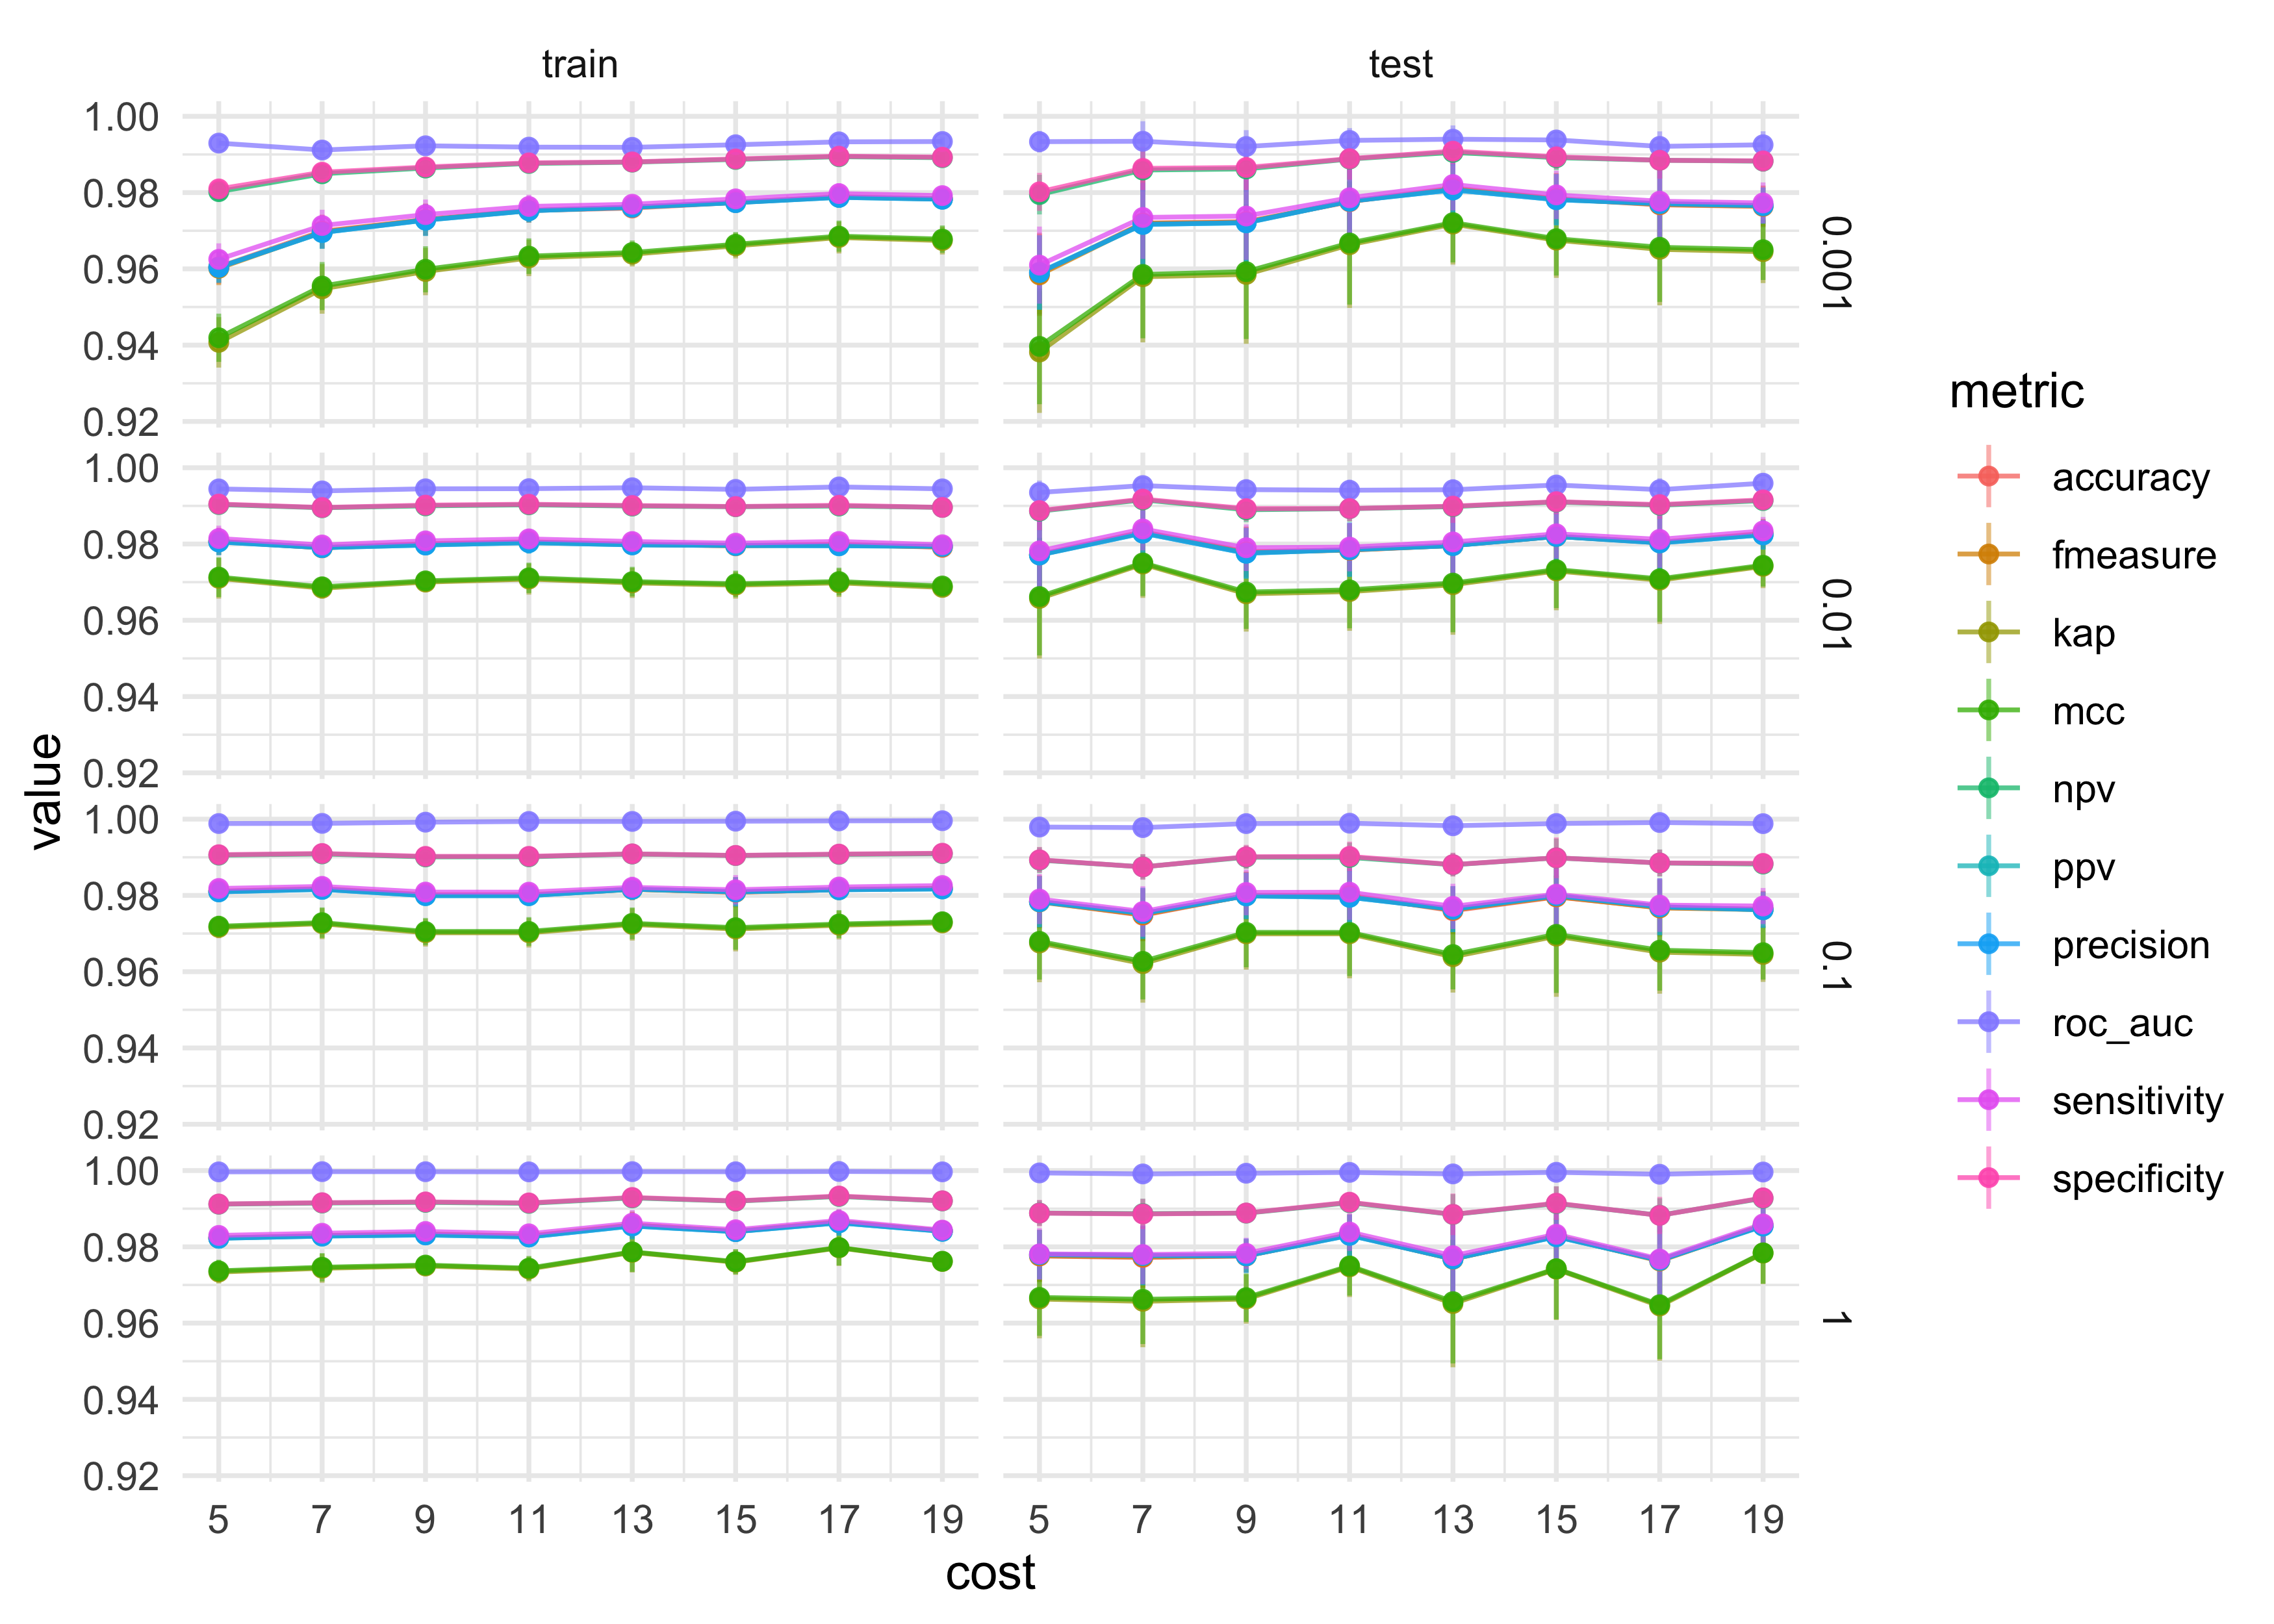 train
test
1.00
0.98
0.96
0.94
0.92
0.001
1.00
0.98
0.96
0.94
0.92
0.01
1.00
0.98
0.96
0.94
0.92
0.1
1.00
0.98
0.96
0.94
0.92
1
value
5 7 9 11 13 15 17 19
5 7 9 11 13 15 17 19
cost
metric
accuracy
fmeasure
kap
mcc
npv
ppv
precision
roc_auc
sensitivity
specificity